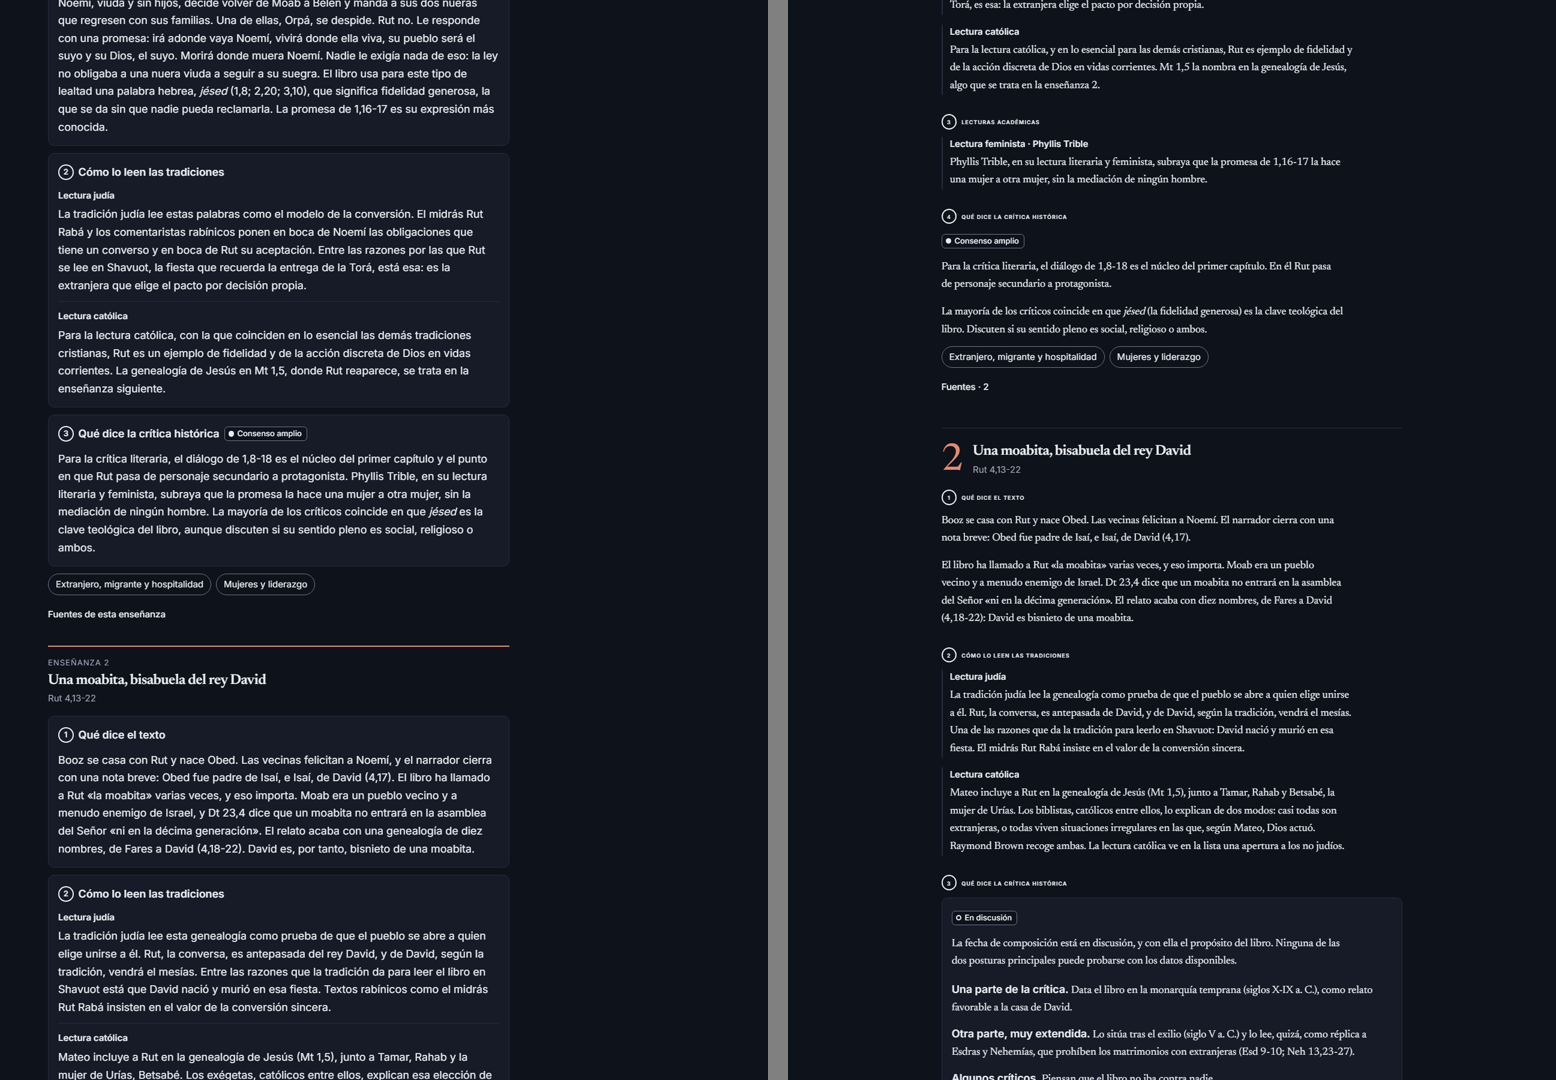 Noemí, viuda y sin hijos, decide volver de Moab a Belén y manda a sus dos nueras
que regresen con sus familias. Una de ellas, Orpá, se despide. Rut no. Le responde
con una promesa: irá adonde vaya Noemí, vivirá donde ella viva, su pueblo será el
suyo y su Dios, el suyo. Morirá donde muera Noemí. Nadie le exigía nada de eso: la ley
no obligaba a una nuera viuda a seguir a su suegra. El libro usa para este tipo de
lealtad una palabra hebrea, jésed (1,8; 2,20; 3,10), que significa fidelidad generosa, la
que se da sin que nadie pueda reclamarla. La promesa de 1,16-17 es su expresión más
conocida.
2 Cómo lo leen las tradiciones
Lectura judía
La tradición judía lee estas palabras como el modelo de la conversión. El midrás Rut
Rabá y los comentaristas rabínicos ponen en boca de Noemí las obligaciones que
tiene un converso y en boca de Rut su aceptación. Entre las razones por las que Rut
se lee en Shavuot, la fiesta que recuerda la entrega de la Torá, está esa: es la
extranjera que elige el pacto por decisión propia.
Lectura católica
Para la lectura católica, con la que coinciden en lo esencial las demás tradiciones
cristianas, Rut es un ejemplo de fidelidad y de la acción discreta de Dios en vidas
corrientes. La genealogía de Jesús en Mt 1,5, donde Rut reaparece, se trata en la
enseñanza siguiente.
3 Qué dice la crítica histórica Consenso amplio
Para la crítica literaria, el diálogo de 1,8-18 es el núcleo del primer capítulo y el punto
en que Rut pasa de personaje secundario a protagonista. Phyllis Trible, en su lectura
literaria y feminista, subraya que la promesa la hace una mujer a otra mujer, sin la
mediación de ningún hombre. La mayoría de los críticos coincide en que jésed es la
clave teológica del libro, aunque discuten si su sentido pleno es social, religioso o
ambos.
Extranjero, migrante y hospitalidad Mujeres y liderazgo
Fuentes de esta enseñanza
ENSEÑANZA 2
Una moabita, bisabuela del rey David
Rut 4,13-22
1 Qué dice el texto
Booz se casa con Rut y nace Obed. Las vecinas felicitan a Noemí, y el narrador cierra
con una nota breve: Obed fue padre de Isaí, e Isaí, de David (4,17). El libro ha llamado
a Rut «la moabita» varias veces, y eso importa. Moab era un pueblo vecino y a
menudo enemigo de Israel, y Dt 23,4 dice que un moabita no entrará en la asamblea
del Señor «ni en la décima generación». El relato acaba con una genealogía de diez
nombres, de Fares a David (4,18-22). David es, por tanto, bisnieto de una moabita.
2 Cómo lo leen las tradiciones
Lectura judía
La tradición judía lee esta genealogía como prueba de que el pueblo se abre a quien
elige unirse a él. Rut, la conversa, es antepasada del rey David, y de David, según la
tradición, vendrá el mesías. Entre las razones que la tradición da para leer el libro en
Shavuot está que David nació y murió en esa fiesta. Textos rabínicos como el midrás
Rut Rabá insisten en el valor de la conversión sincera.
Lectura católica
Mateo incluye a Rut en la genealogía de Jesús (Mt 1,5), junto a Tamar, Rahab y la
mujer de Urías, Betsabé. Los exégetas, católicos entre ellos, explican esa elección de
Torá, es esa: la extranjera elige el pacto por decisión propia.
Lectura católica
Para la lectura católica, y en lo esencial para las demás cristianas, Rut es ejemplo de fidelidad y
de la acción discreta de Dios en vidas corrientes. Mt 1,5 la nombra en la genealogía de Jesús,
algo que se trata en la enseñanza 2.
3 LECTURAS ACADÉMICAS
Lectura feminista · Phyllis Trible
Phyllis Trible, en su lectura literaria y feminista, subraya que la promesa de 1,16-17 la hace
una mujer a otra mujer, sin la mediación de ningún hombre.
4 QUÉ DICE LA CRÍTICA HISTÓRICA
Consenso amplio
Para la crítica literaria, el diálogo de 1,8-18 es el núcleo del primer capítulo. En él Rut pasa
de personaje secundario a protagonista.
La mayoría de los críticos coincide en que jésed (la fidelidad generosa) es la clave teológica del
libro. Discuten si su sentido pleno es social, religioso o ambos.
Extranjero, migrante y hospitalidad Mujeres y liderazgo
Fuentes · 2
2 Una moabita, bisabuela del rey David
Rut 4,13-22
1 QUÉ DICE EL TEXTO
Booz se casa con Rut y nace Obed. Las vecinas felicitan a Noemí. El narrador cierra con una
nota breve: Obed fue padre de Isaí, e Isaí, de David (4,17).
El libro ha llamado a Rut «la moabita» varias veces, y eso importa. Moab era un pueblo
vecino y a menudo enemigo de Israel. Dt 23,4 dice que un moabita no entrará en la asamblea
del Señor «ni en la décima generación». El relato acaba con diez nombres, de Fares a David
(4,18-22): David es bisnieto de una moabita.
2 CÓMO LO LEEN LAS TRADICIONES
Lectura judía
La tradición judía lee la genealogía como prueba de que el pueblo se abre a quien elige unirse
a él. Rut, la conversa, es antepasada de David, y de David, según la tradición, vendrá el mesías.
Una de las razones que da la tradición para leerlo en Shavuot: David nació y murió en esa
fiesta. El midrás Rut Rabá insiste en el valor de la conversión sincera.
Lectura católica
Mateo incluye a Rut en la genealogía de Jesús (Mt 1,5), junto a Tamar, Rahab y Betsabé, la
mujer de Urías. Los biblistas, católicos entre ellos, lo explican de dos modos: casi todas son
extranjeras, o todas viven situaciones irregulares en las que, según Mateo, Dios actuó.
Raymond Brown recoge ambas. La lectura católica ve en la lista una apertura a los no judíos.
3 QUÉ DICE LA CRÍTICA HISTÓRICA
En discusión
La fecha de composición está en discusión, y con ella el propósito del libro. Ninguna de las
dos posturas principales puede probarse con los datos disponibles.
Una parte de la crítica. Data el libro en la monarquía temprana (siglos X-IX a. C.), como relato
favorable a la casa de David.
Otra parte, muy extendida. Lo sitúa tras el exilio (siglo V a. C.) y lo lee, quizá, como réplica a
Esdras y Nehemías, que prohíben los matrimonios con extranjeras (Esd 9-10; Neh 13,23-27).
Algunos críticos. Piensan que el libro no iba contra nadie